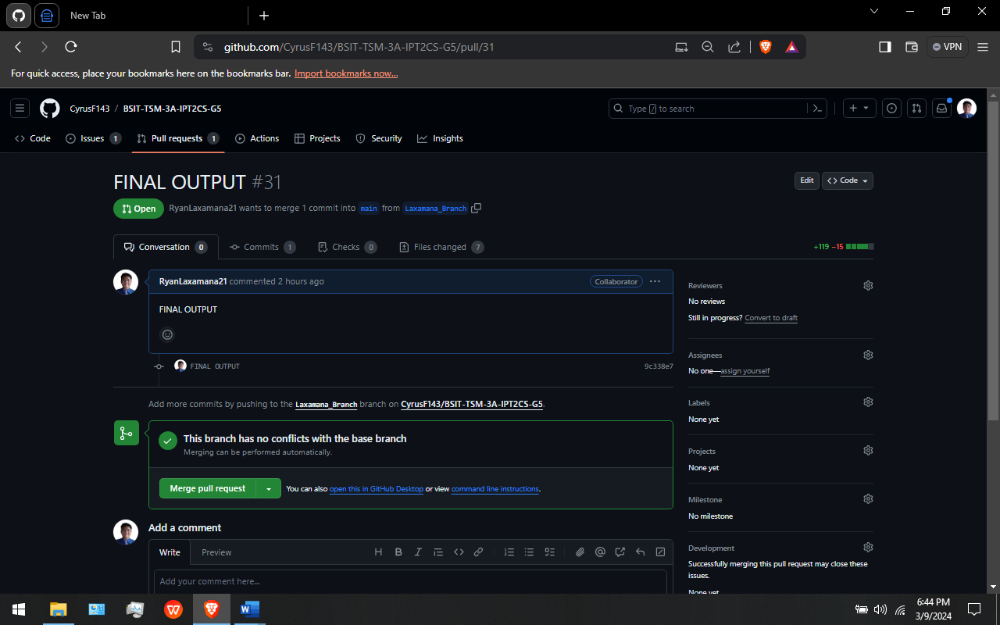 New Tab
github.com/CyrusF143/BSIT-TSM-3A-IPT2CS-G5/pull/31
VPN
For quick access, place your bookmarks here on the bookmarks bar. Import bookmarks now...
CyrusF143 / BSIT-TSM-3A-IPT2CS-G5
Type / to search
Code
Issues 1
Pull requests 1
Actions
Projects
Security
Insights
FINAL OUTPUT #31
Edit
Code
Open
RyanLaxamana21 wants to merge 1 commit into main from Laxamana_Branch
Conversation 0
Commits 1
Checks 0
Files changed 7
+119 −15
RyanLaxamana21 commented 2 hours ago
Collaborator
FINAL OUTPUT
FINAL OUTPUT
9c338e7
Add more commits by pushing to the Laxamana_Branch branch on CyrusF143/BSIT-TSM-3A-IPT2CS-G5.
This branch has no conflicts with the base branch
Merging can be performed automatically.
Merge pull request
You can also open this in GitHub Desktop or view command line instructions.
Add a comment
Write
Preview
H B I
Add your comment here...
Reviewers
No reviews
Still in progress? Convert to draft
Assignees
No one—assign yourself
Labels
None yet
Projects
None yet
Milestone
No milestone
Development
Successfully merging this pull request may close these
issues.
None yet
W
W
6:44 PM
3/9/2024